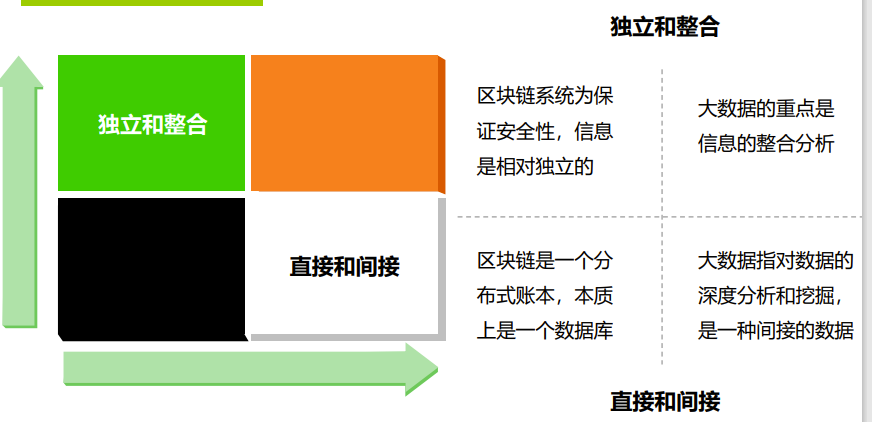 独立和整合
独立和整合
区块链系统为保
证安全性，信息
是相对独立的
大数据的重点是
信息的整合分析
直接和间接
区块链是一个分
布式账本，本质
上是一个数据库
大数据指对数据的
深度分析和挖掘，
是一种间接的数据
直接和间接